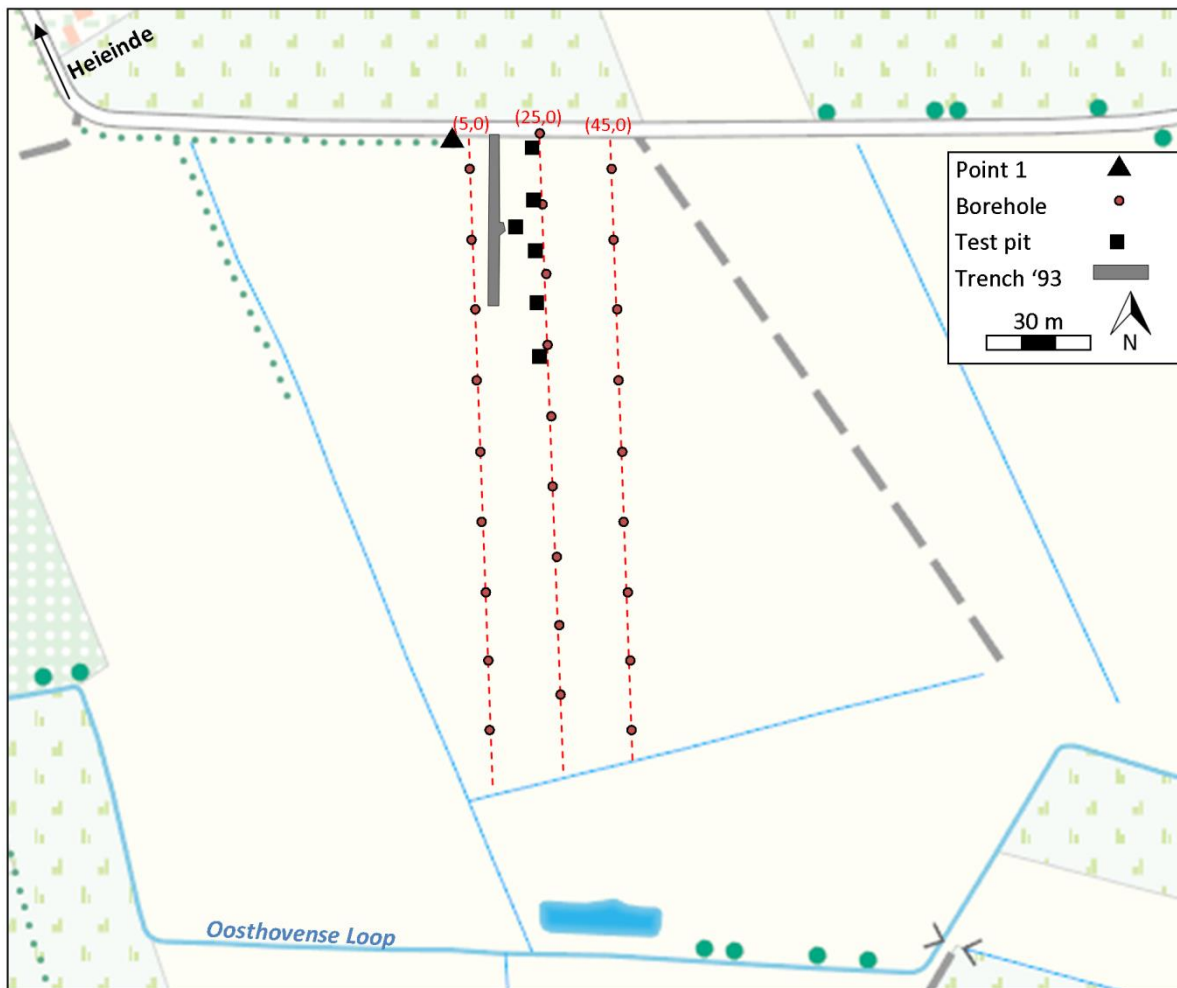 Heieinde
(5,0)
(25,0)
(45,0)
Point 1
Borehole
Test pit
Trench ‘93
30 m
N
Oosthovense Loop